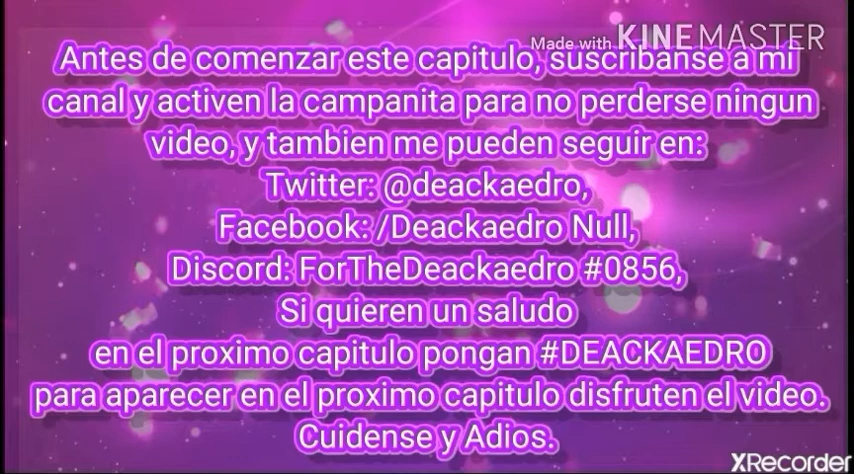 Made with KINEMASTER
Antes de comenzar este capitulo, suscribanse a mi
canal y activen la campanita para no perderse ningun
video, y tambien me pueden seguir en:
Twitter: @deackaedro,
Facebook: /Deackaedro Null,
Discord: ForTheDeackaedro #0856,
Si quieren un saludo
en el proximo capitulo pongan #DEACKAEDRO
para aparecer en el proximo capitulo disfruten el video.
Cuidense y Adios.
XRecorder